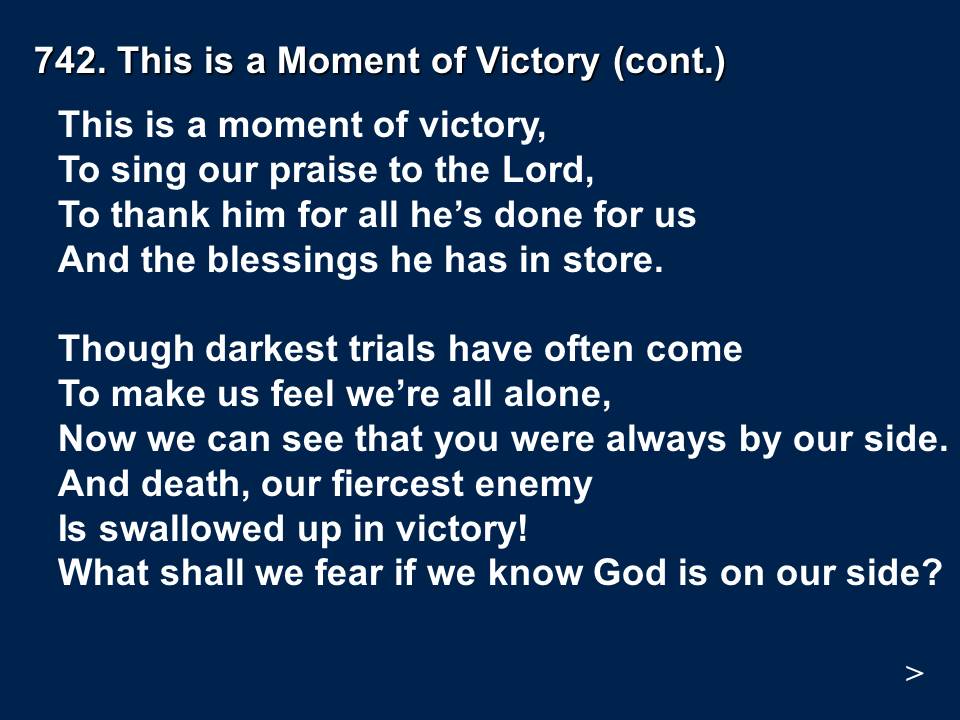 742. This is a Moment of Victory (cont.)
This is a moment of victory,
To sing our praise to the Lord,
To thank him for all he’s done for us
And the blessings he has in store.
Though darkest trials have often come
To make us feel we’re all alone,
Now we can see that you were always by our side.
And death, our fiercest enemy
Is swallowed up in victory!
What shall we fear if we know God is on our side?
>